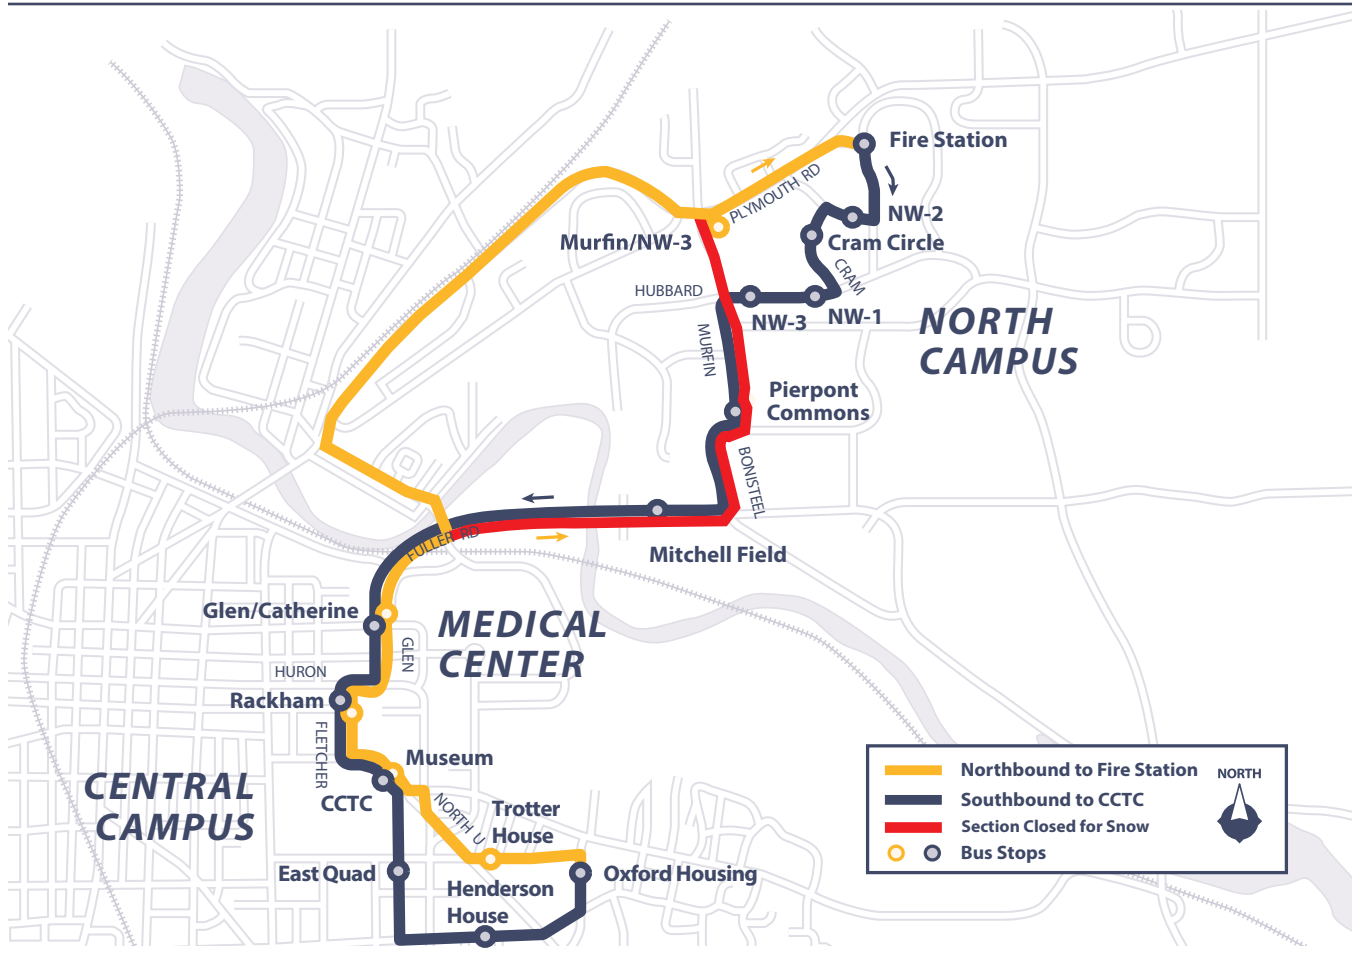 Fire Station
PLYMOUTH RD
NW-2
Murfin/NW-3
Cram Circle
CRAM
HUBBARD
NW-3
NW-1
NORTH
CAMPUS
MURFIN
Pierpont
Commons
BONISTEEL
FULLER RD
Mitchell Field
Glen/Catherine
MEDICAL
CENTER
GLEN
HURON
Rackham
FLETCHER
Museum
CCTC
CENTRAL
CAMPUS
NORTH U
Trotter
House
East Quad
Henderson
House
Oxford Housing
Northbound to Fire Station
NORTH
Southbound to CCTC
Section Closed for Snow
Bus Stops